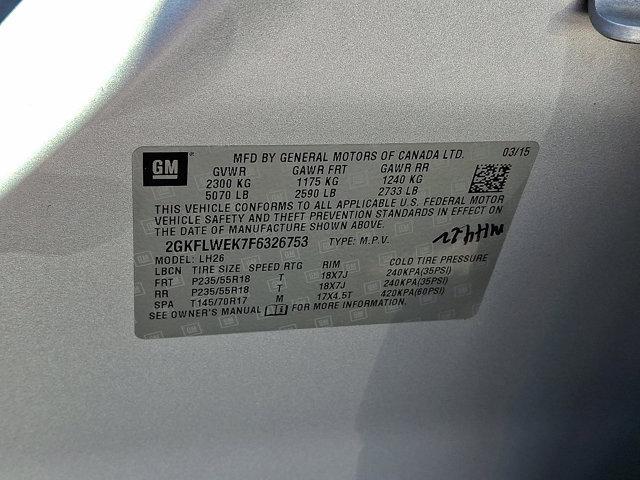 GM
MFD BY GENERAL MOTORS OF CANADA LTD. 03/15
GVWR GAWR FRT GAWR RR
2300 KG 1175 KG 1240 KG
5070 LB 2590 LB 2733 LB
THIS VEHICLE CONFORMS TO ALL APPLICABLE U.S. FEDERAL
VEHICLE SAFETY AND THEFT PREVENTION STANDARDS IN EFFECT ON
THE DATE OF MANUFACTURE SHOWN ABOVE.
2GKFLWEK7F6326753 TYPE: M.P.V.
MODEL: LH26
LBCN TIRE SIZE SPEED RTG RIM COLD TIRE PRESSURE
FRT P235/55R18 T 18X7J 240KPA(35PSI)
RR P235/55R18 T 18X7J 240KPA(35PSI)
SPA T145/70R17 M 17X4.5T 420KPA(60PSI)
SEE OWNER'S MANUAL FOR MORE INFORMATION.